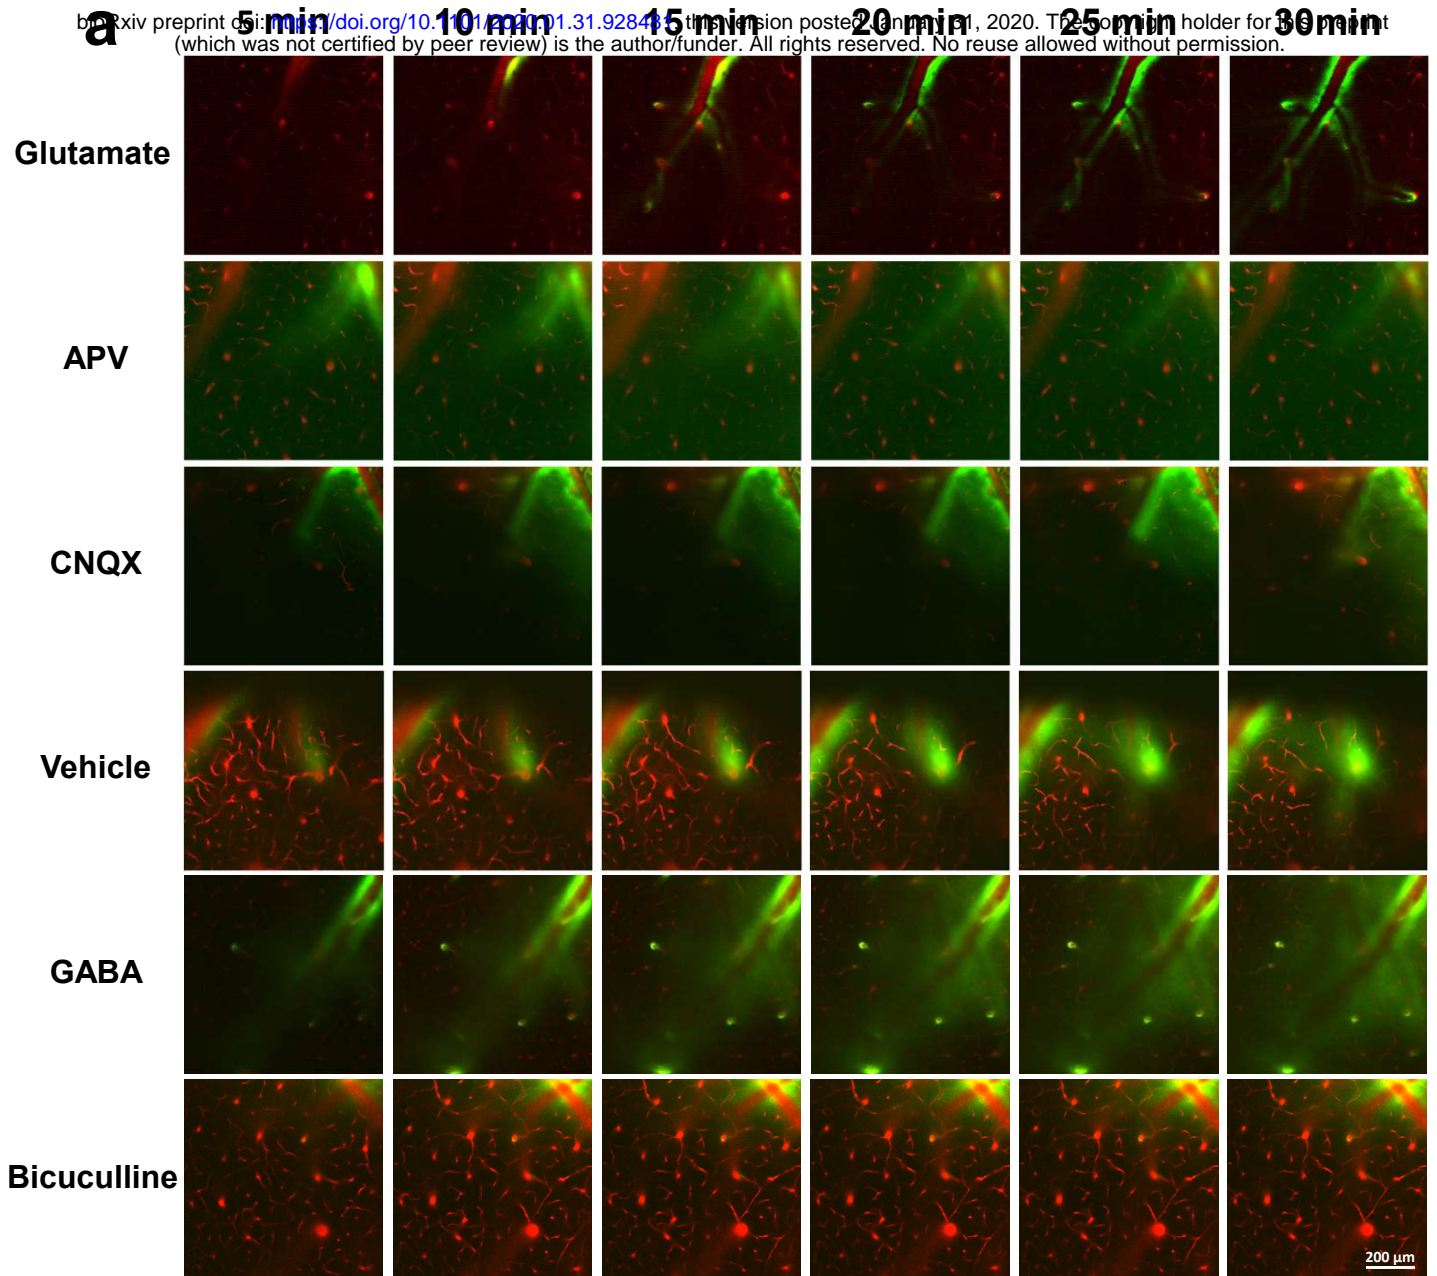 bioRxiv preprint doi: https://doi.org/10.1101/2020.01.31.928481; this version posted January 31, 2020. The copyright holder for this preprint
(which was not certified by peer review) is the author/funder. All rights reserved. No reuse allowed without permission.
a 5 min 10 min 15 min 20 min 25 min 30min
Glutamate
APV
CNQX
Vehicle
GABA
Bicuculline
200 µm